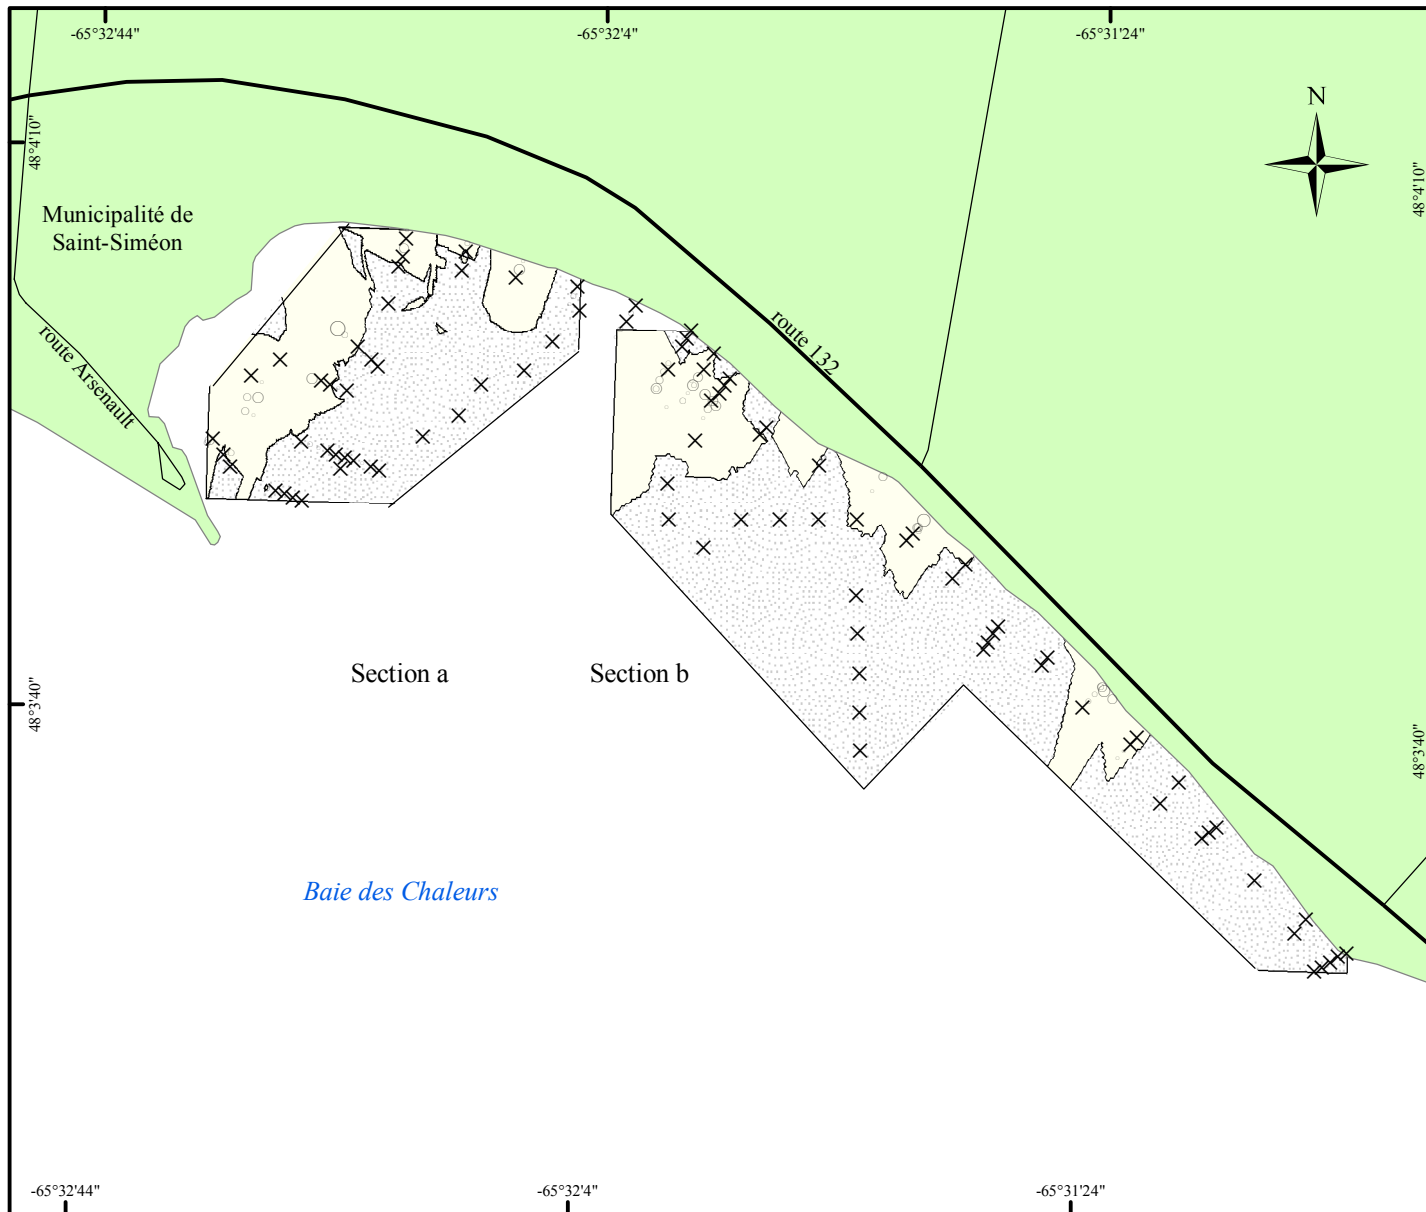 -65°32'44"
-65°32'4"
-65°31'24"
N
48°4'10"
48°4'10"
Municipalité de
Saint-Siméon
route Arsenault
route 132
Section a
Section b
48°3'40"
48°3'40"
Baie des Chaleurs
-65°32'44"
-65°32'4"
-65°31'24"